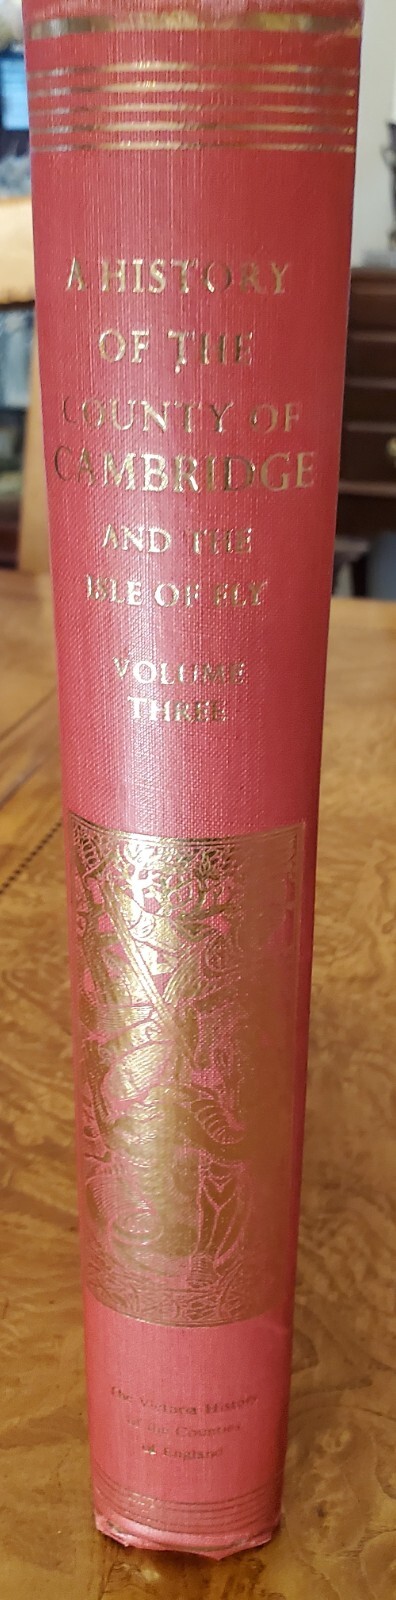 A HISTORY
OF THE
COUNTY OF
CAMBRIDGE
AND THE
ISLE OF ELY
VOLUME
THREE
The Victoria History
of the Counties
of England